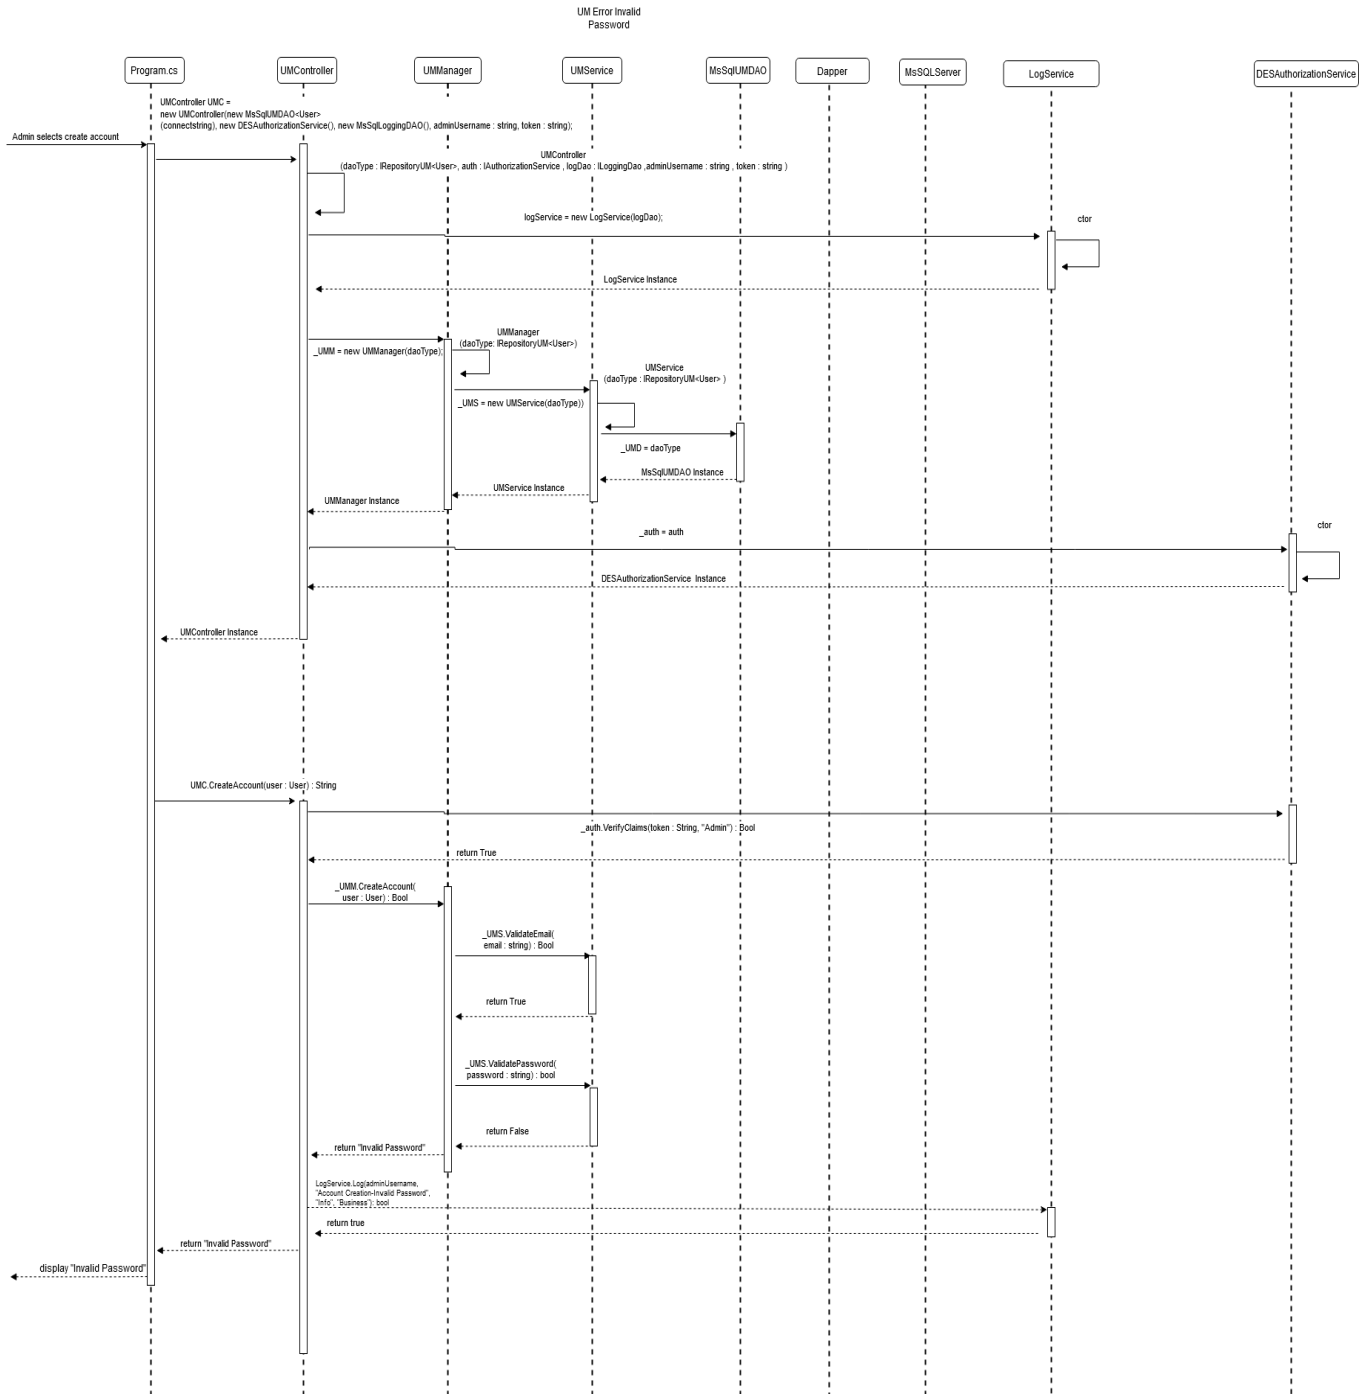 UM Error Invalid
Password
Program.cs
UMController
UMManager
UMService
MsSqlUMDAO
Dapper
MsSQLServer
LogService
DESAuthorizationService
UMController UMC =
new UMController(new MsSqlUMDAO<User>
(connectstring), new DESAuthorizationService(), new MsSqlLoggingDAO(), adminUsername : string, token : string);
Admin selects create account
UMController
(daoType : IRepositoryUM<User>, auth : IAuthorizationService , logDao : ILoggingDao ,adminUsername : string , token : string )
logService = new LogService(logDao);
ctor
LogService Instance
UMManager
(daoType: IRepositoryUM<User>)
_UMM = new UMManager(daoType);
UMService
(daoType : IRepositoryUM<User> )
_UMS = new UMService(daoType))
_UMD = daoType
MsSqlUMDAO Instance
UMService Instance
UMManager Instance
ctor
_auth = auth
DESAuthorizationService Instance
UMController Instance
UMC.CreateAccount(user : User) : String
_auth.VerifyClaims(token : String, "Admin") : Bool
return True
_UMM.CreateAccount(
user : User) : Bool
_UMS.ValidateEmail(
email : string) : Bool
return True
_UMS.ValidatePassword(
password : string) : bool
return False
return "Invalid Password"
LogService.Log(adminUsername,
"Account Creation-Invalid Password",
"Info", "Business"): bool
return true
return "Invalid Password"
display "Invalid Password"